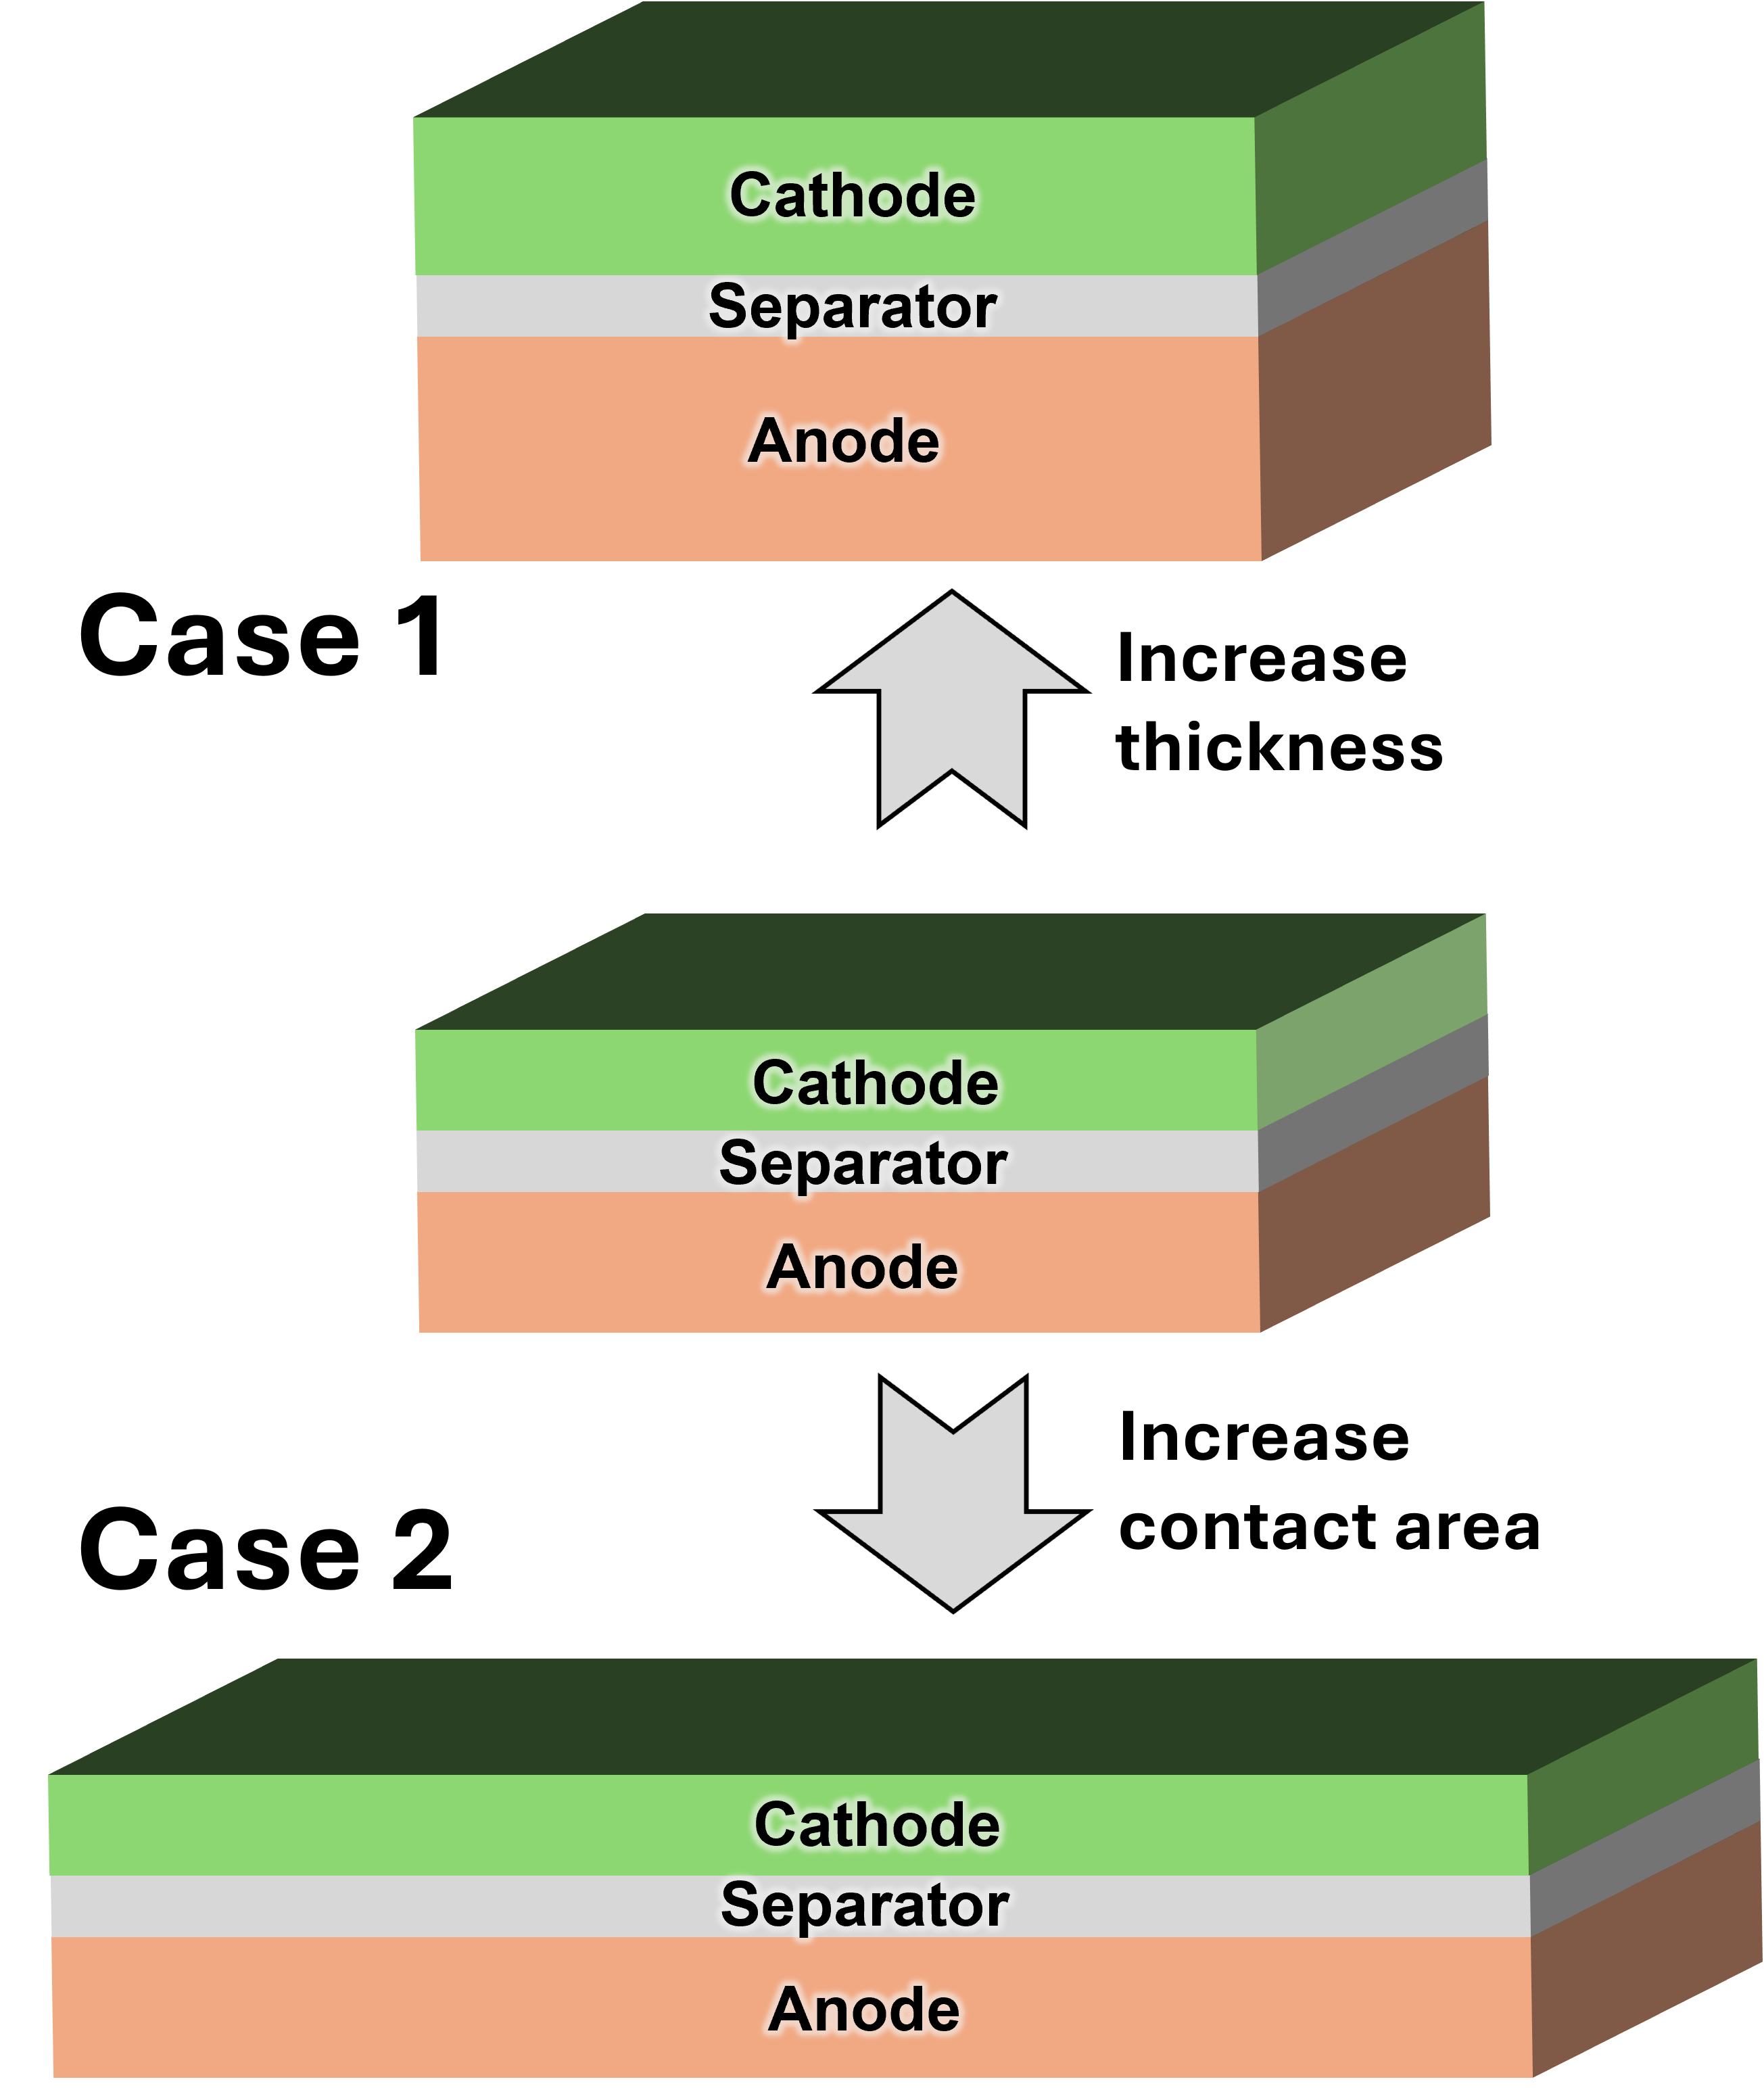 Cathode
Separator
Anode
Case 1
Increase
thickness
Cathode
Separator
Anode
Increase
contact area
Case 2
Cathode
Separator
Anode